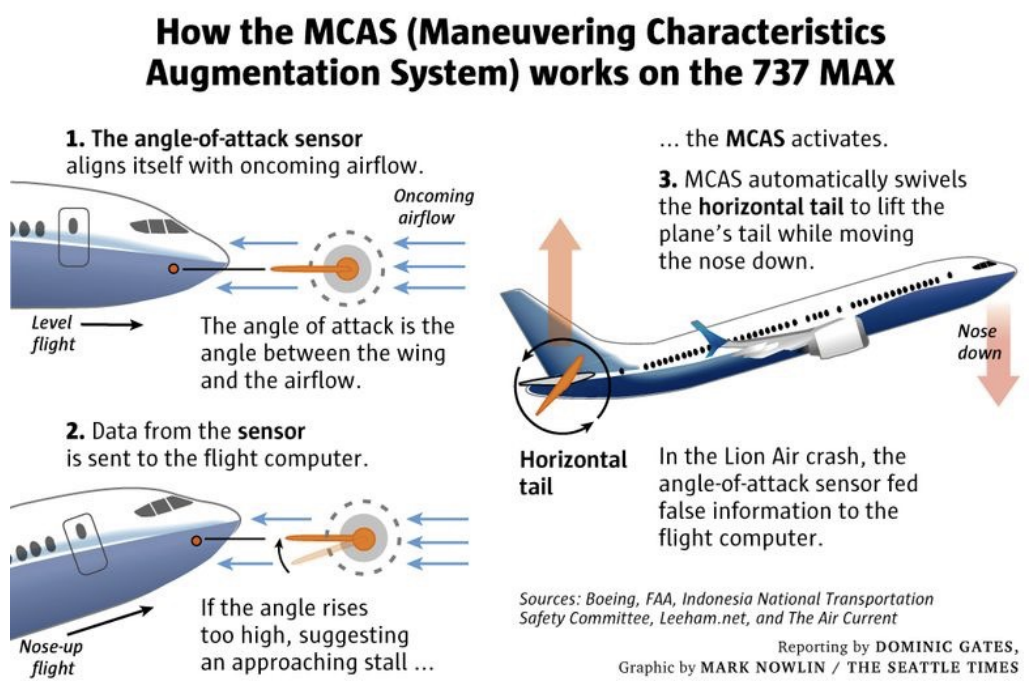 How the MCAS (Maneuvering Characteristics
Augmentation System) works on the 737 MAX
1. The angle-of-attack sensor
aligns itself with oncoming airflow.
Oncoming
airflow
Level
flight
The angle of attack is the
angle between the wing
and the airflow.
2. Data from the sensor
is sent to the flight computer.
Nose-up
flight
If the angle rises
too high, suggesting
an approaching stall ...
... the MCAS activates.
3. MCAS automatically swivels
the horizontal tail to lift the
plane's tail while moving
the nose down.
Nose
down
Horizontal
tail
In the Lion Air crash, the
angle-of-attack sensor fed
false information to the
flight computer.
Sources: Boeing, FAA, Indonesia National Transportation
Safety Committee, Leeham.net, and The Air Current
Reporting by DOMINIC GATES,
Graphic by MARK NOWLIN / THE SEATTLE TIMES